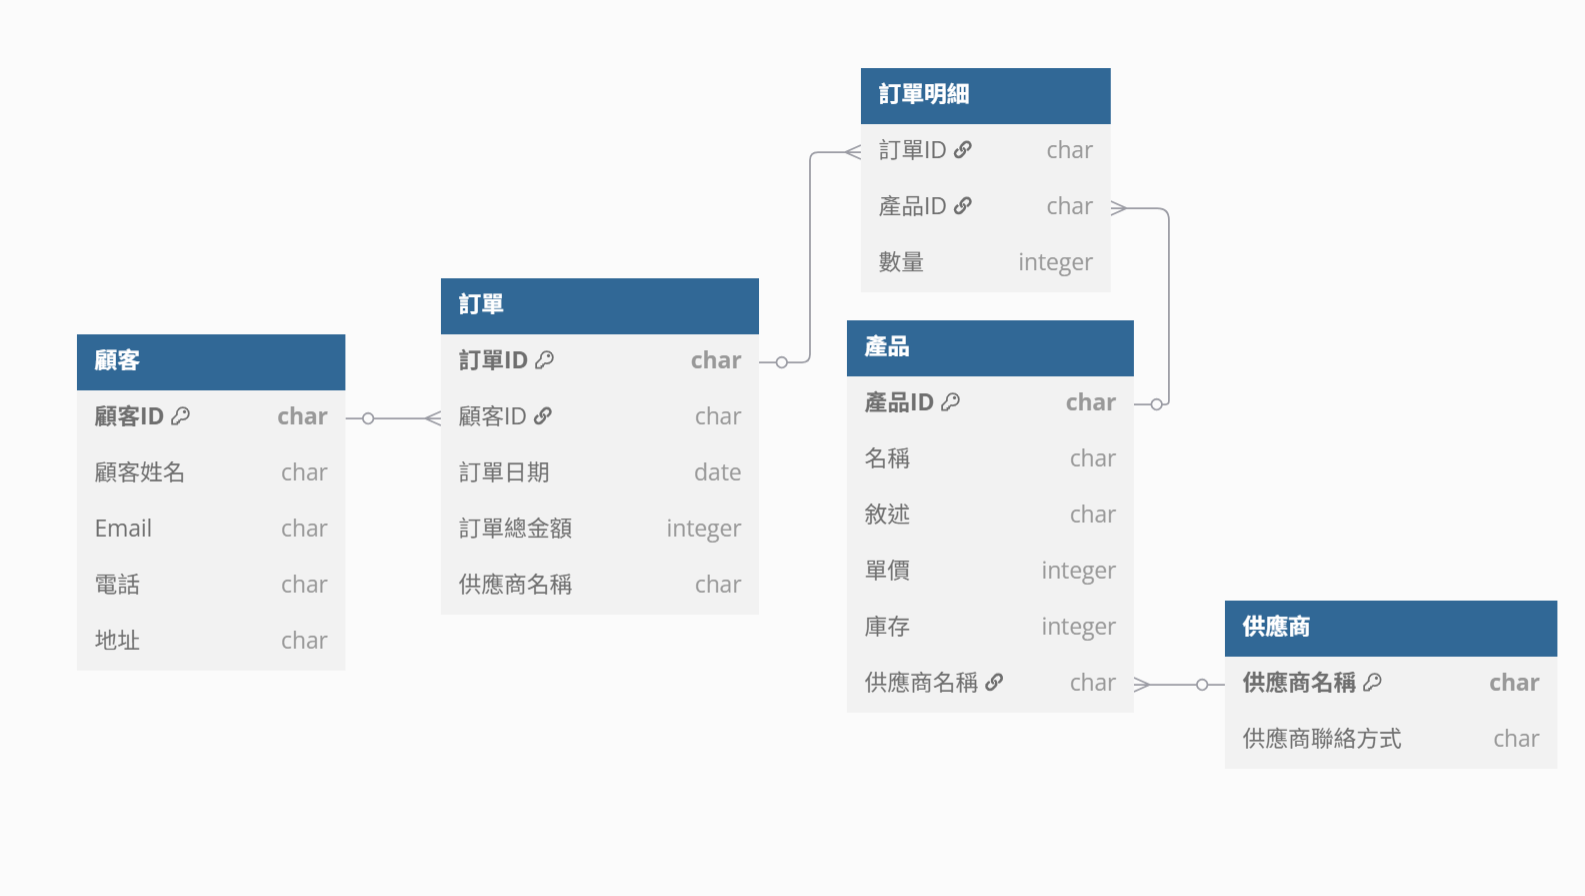 顧客
顧客ID char
顧客姓名 char
Email char
電話 char
地址 char
訂單
訂單ID char
顧客ID char
訂單日期 date
訂單總金額 integer
供應商名稱 char
訂單明細
訂單ID char
產品ID char
數量 integer
產品
產品ID char
名稱 char
敘述 char
單價 integer
庫存 integer
供應商名稱 char
供應商
供應商名稱 char
供應商聯絡方式 char